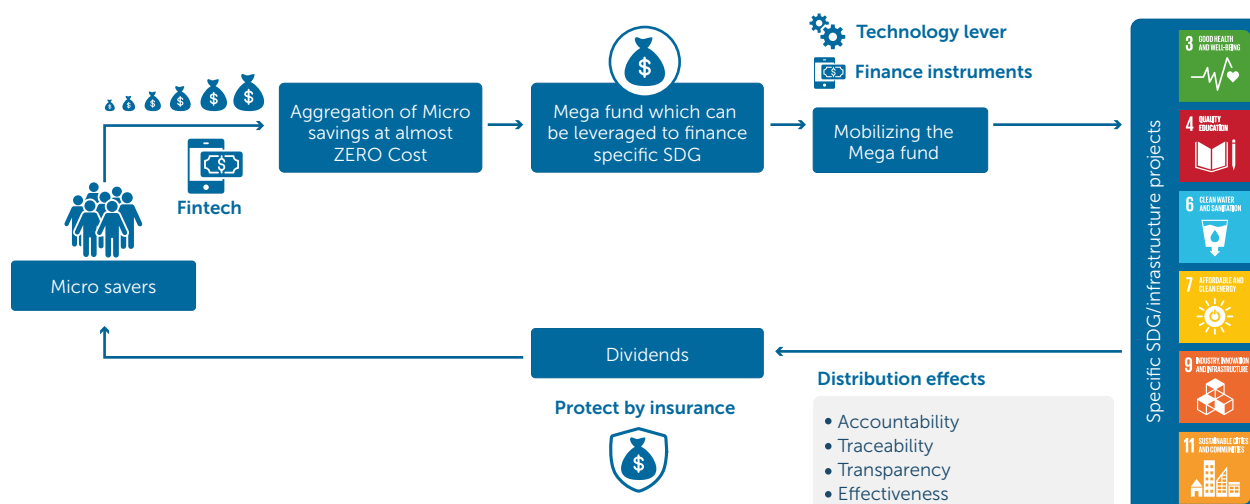 Technology lever
Finance instruments
Aggregation of Micro
savings at almost
ZERO Cost
Mega fund which can
be leveraged to finance
specific SDG
Mobilizing the
Mega fund
Fintech
Micro savers
Dividends
Protect by insurance
Distribution effects
• Accountability
• Traceability
• Transparency
• Effectiveness
Specific SDG/infrastructure projects
3 GOOD HEALTH
AND WELL-BEING
4 QUALITY
EDUCATION
6 CLEAN WATER
AND SANITATION
7 AFFORDABLE AND
CLEAN ENERGY
9 INDUSTRY, INNOVATION
AND INFRASTRUCTURE
11 SUSTAINABLE CITIES
AND COMMUNITIES